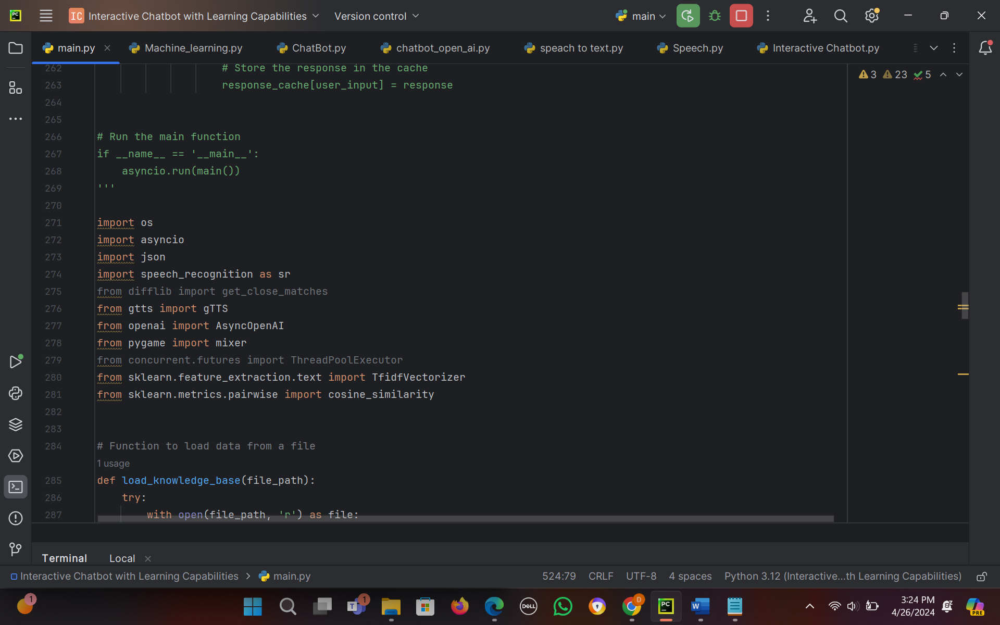 PC
IC Interactive Chatbot with Learning Capabilities Version control main
main.py Machine_learning.py ChatBot.py chatbot_open_ai.py speach to text.py Speech.py Interactive Chatbot.py
3 23 5
262 # Store the response in the cache
263 response_cache[user_input] = response
264
265
266 # Run the main function
267 if __name__ == '__main__':
268 asyncio.run(main())
269 '''
270
271 import os
272 import asyncio
273 import json
274 import speech_recognition as sr
275 from difflib import get_close_matches
276 from gtts import gTTS
277 from openai import AsyncOpenAI
278 from pygame import mixer
279 from concurrent.futures import ThreadPoolExecutor
280 from sklearn.feature_extraction.text import TfidfVectorizer
281 from sklearn.metrics.pairwise import cosine_similarity
282
283
284 # Function to load data from a file
1 usage
285 def load_knowledge_base(file_path):
286 try:
287 with open(file_path, 'r') as file:
Terminal Local
Interactive Chatbot with Learning Capabilities > main.py 524:79 CRLF UTF-8 4 spaces Python 3.12 (Interactive...th Learning Capabilities)
1 T 1 DELL D PC W 3:24 PM
4/26/2024
PRE